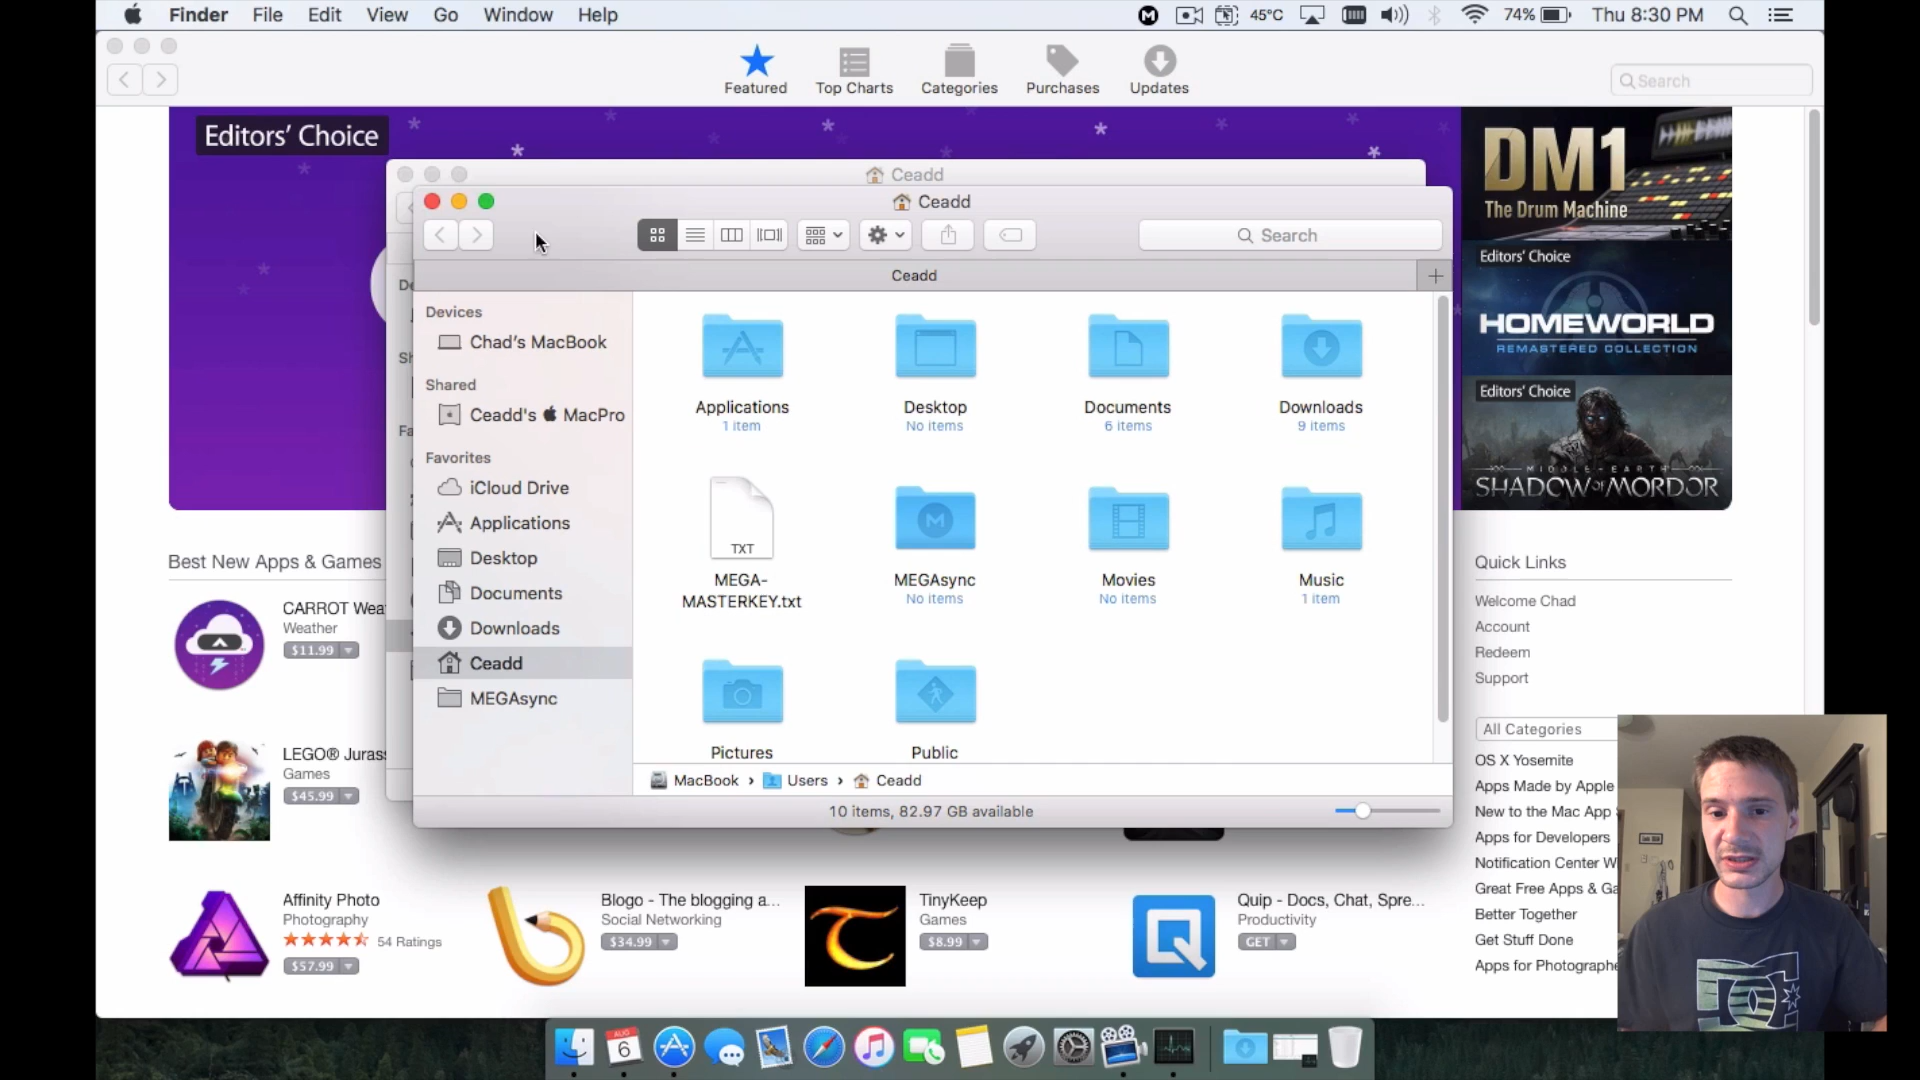 Finder File Edit View Go Window Help
45°C 74% Thu 8:30 PM
Featured Top Charts Categories Purchases Updates
Search
Editors' Choice
DM1
The Drum Machine
Editors' Choice
HOMEWORLD
REMASTERED COLLECTION
Editors' Choice
MIDDLE-EARTH
SHADOW OF MORDOR
Ceadd
Ceadd
Search
Ceadd
Devices
Chad's MacBook
Shared
Ceadd's MacPro
Favorites
iCloud Drive
Applications
Desktop
Documents
Downloads
Ceadd
MEGAsync
Applications
1 item
Desktop
No items
Documents
6 items
Downloads
9 items
TXT
MEGA-
MASTERKEY.txt
MEGAsync
No items
Movies
No items
Music
1 item
Pictures
Public
MacBook › Users › Ceadd
10 items, 82.97 GB available
Best New Apps & Games
CARROT Wea
Weather
$11.99
LEGO® Jurass
Games
$45.99
Affinity Photo
Photography
54 Ratings
$57.99
Blogo - The blogging a...
Social Networking
$34.99
TinyKeep
Games
$8.99
Quip - Docs, Chat, Spre...
Productivity
GET
Quick Links
Welcome Chad
Account
Redeem
Support
All Categories
OS X Yosemite
Apps Made by Apple
New to the Mac App
Apps for Developers
Notification Center W
Great Free Apps & Ga
Better Together
Get Stuff Done
Apps for Photographe
AUG
6